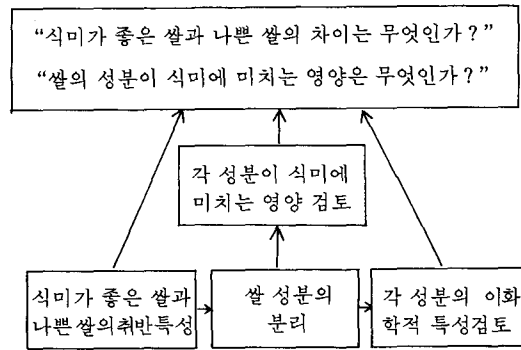 “식미가 좋은 쌀과 나쁜 쌀의 차이는 무엇인가?”
“쌀의 성분이 식미에 미치는 영양은 무엇인가?”
각 성분이 식미에
미치는 영양 검토
식미가 좋은 쌀과
나쁜 쌀의취반특성
쌀 성분의
분리
각 성분의 이화
학적 특성검토